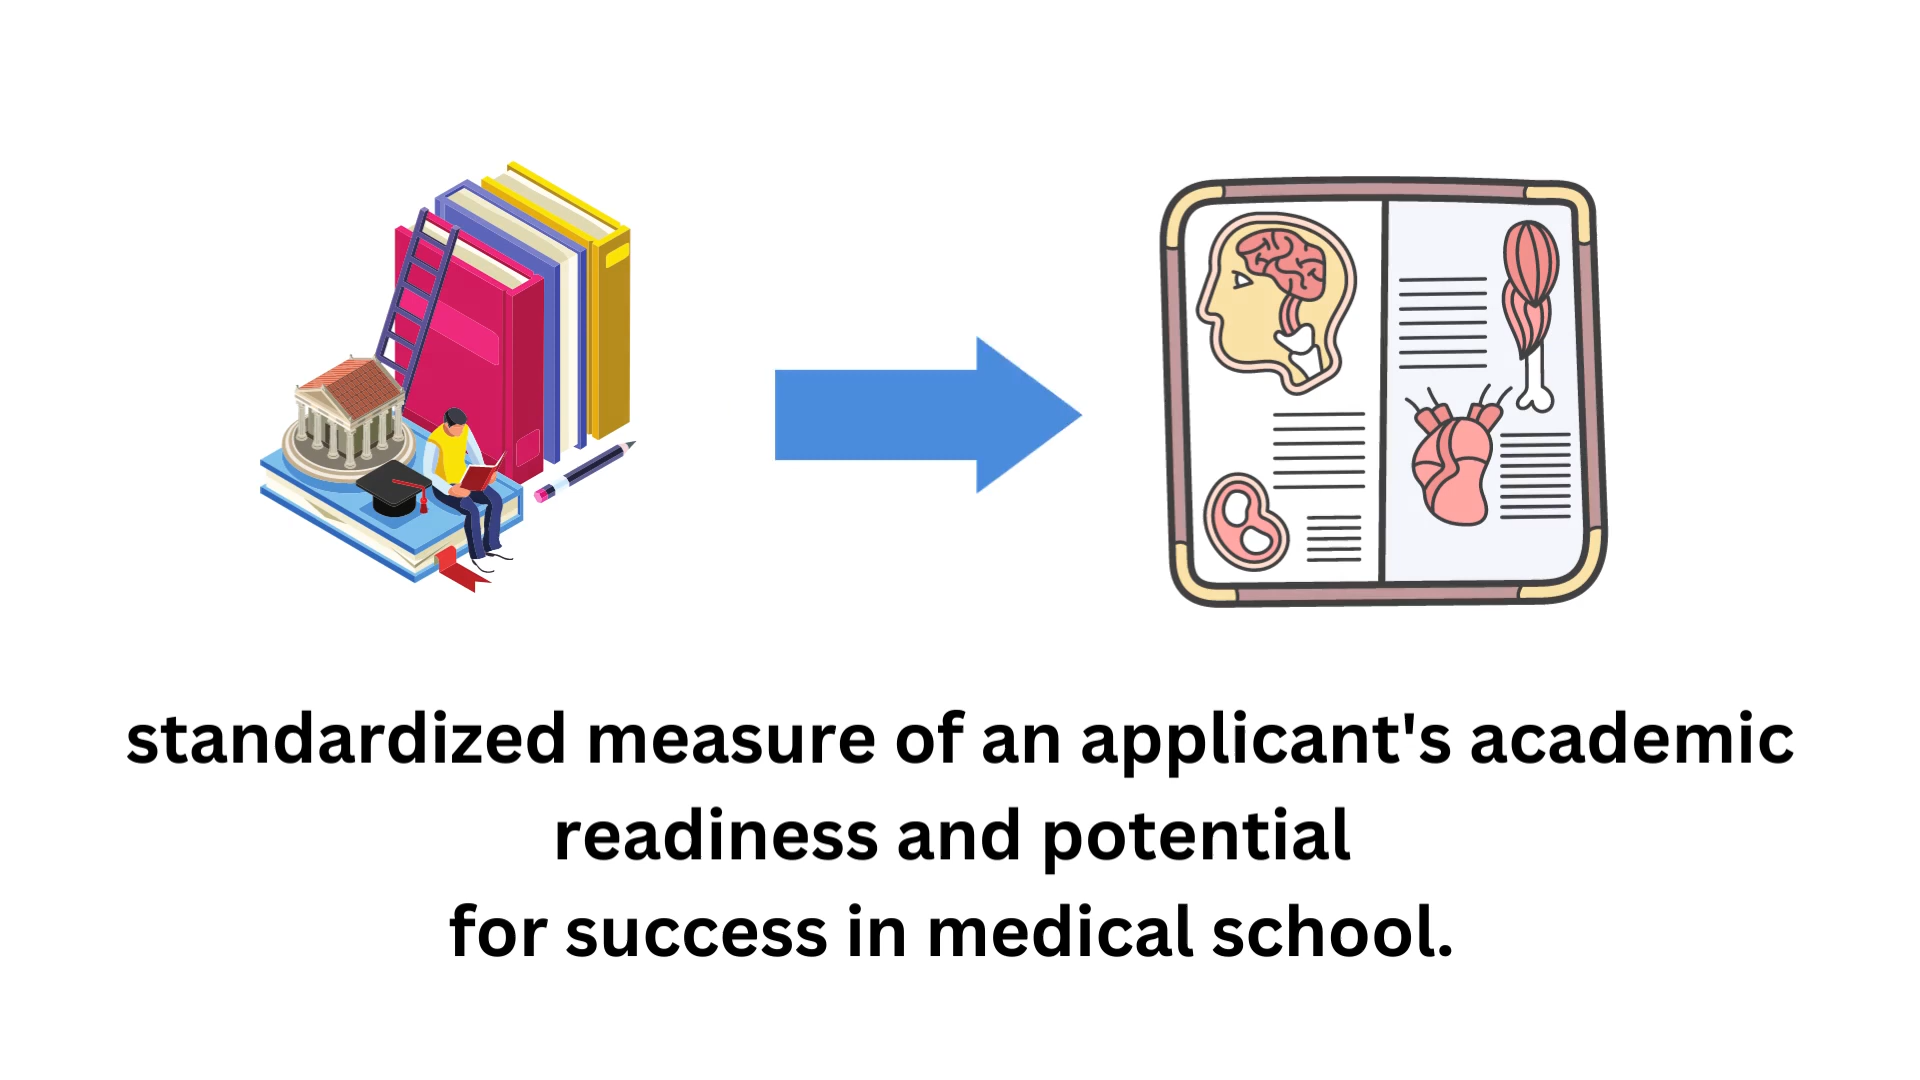 standardized measure of an applicant's academic
readiness and potential
for success in medical school.